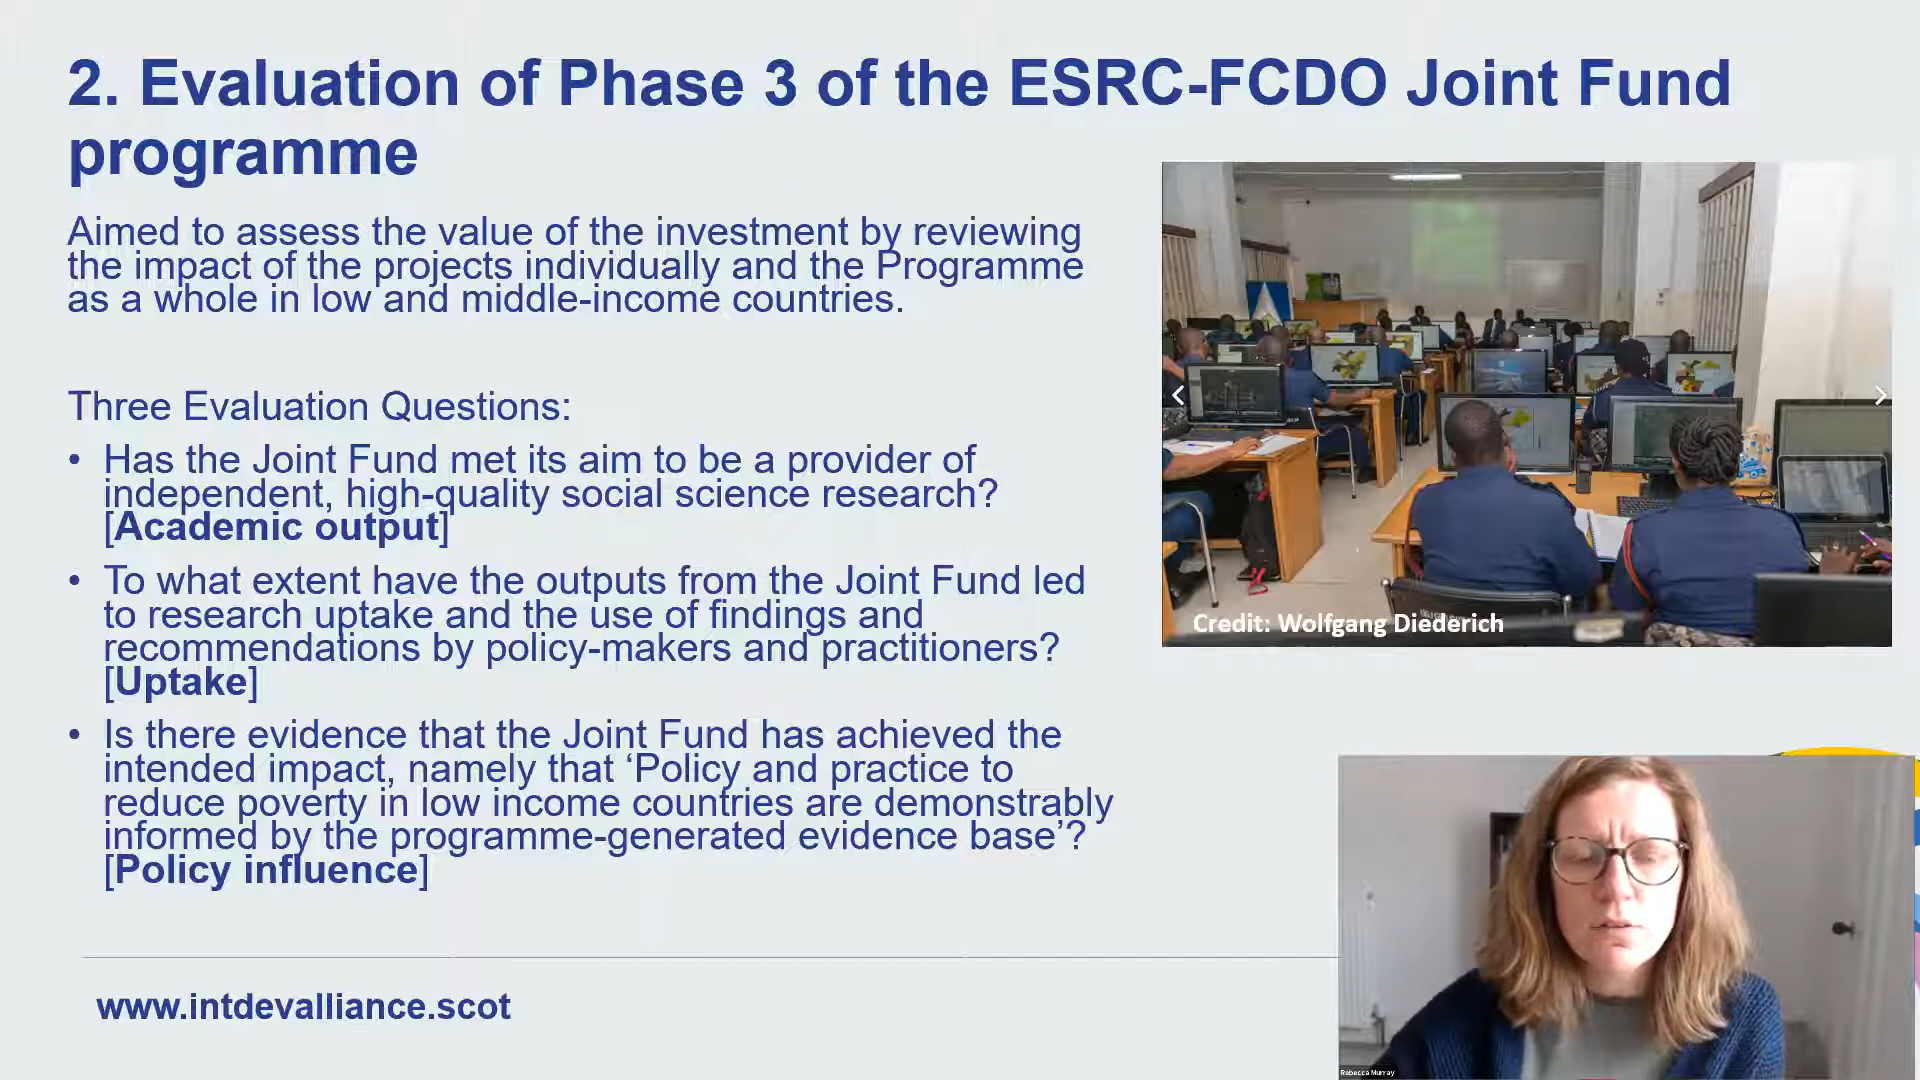 2. Evaluation of Phase 3 of the ESRC-FCDO Joint Fund
programme
Aimed to assess the value of the investment by reviewing
the impact of the projects individually and the Programme
as a whole in low and middle-income countries.
Three Evaluation Questions:
• Has the Joint Fund met its aim to be a provider of
independent, high-quality social science research?
[Academic output]
• To what extent have the outputs from the Joint Fund led
to research uptake and the use of findings and
recommendations by policy-makers and practitioners?
[Uptake]
• Is there evidence that the Joint Fund has achieved the
intended impact, namely that ‘Policy and practice to
reduce poverty in low income countries are demonstrably
informed by the programme-generated evidence base’?
[Policy influence]
Credit: Wolfgang Diederich
www.intdevalliance.scot
Rebecca Murray